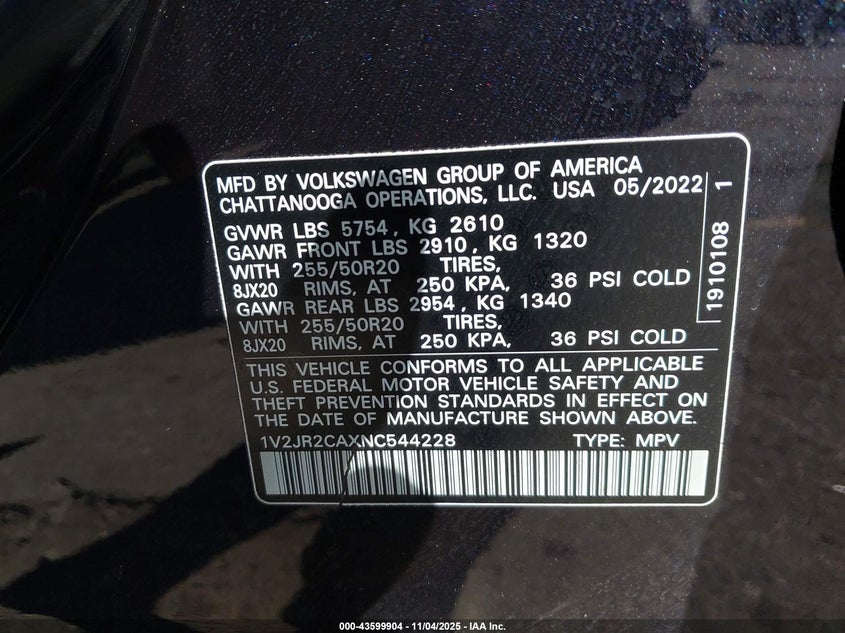 MFD BY VOLKSWAGEN GROUP OF AMERICA
CHATTANOOGA OPERATIONS, LLC. USA 05/2022
GVWR LBS 5754, KG 2610
GAWR FRONT LBS 2910, KG 1320
WITH 255/50R20 TIRES,
8JX20 RIMS, AT 250 KPA, 36 PSI COLD
GAWR REAR LBS 2954, KG 1340
WITH 255/50R20 TIRES,
8JX20 RIMS, AT 250 KPA, 36 PSI COLD
1910108 1
THIS VEHICLE CONFORMS TO ALL APPLICABLE
U.S. FEDERAL MOTOR VEHICLE SAFETY AND
THEFT PREVENTION STANDARDS IN EFFECT ON
THE DATE OF MANUFACTURE SHOWN ABOVE.
1V2JR2CAXNC544228 TYPE: MPV
000-43599904 - 11/04/2025 - IAA Inc.